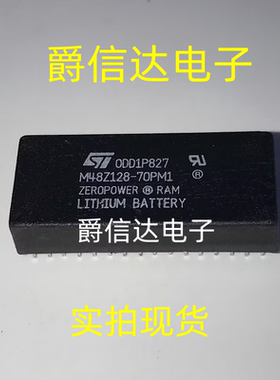 爵信达电子
ST ODD1P827
M48Z128-70PM1 ®
ZEROPOWER ® RAM
LITHIUM BATTERY
爵信达电子
实拍现货